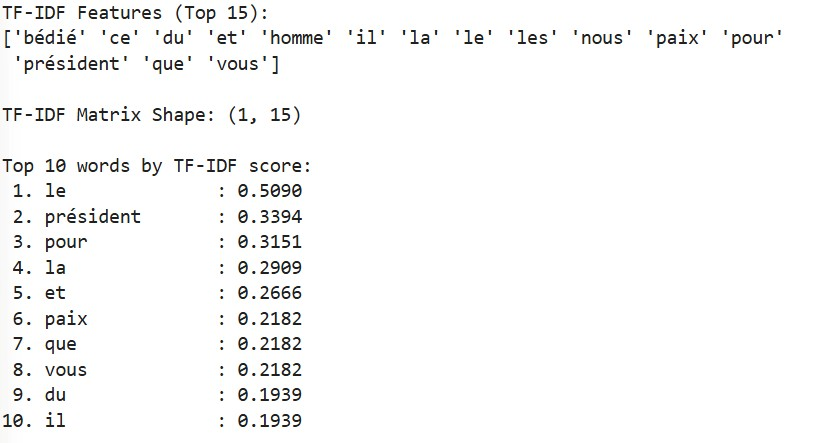 TF-IDF Features (Top 15):
['bédié' 'ce' 'du' 'et' 'homme' 'il' 'la' 'le' 'les' 'nous' 'paix' 'pour'
 'président' 'que' 'vous']
TF-IDF Matrix Shape: (1, 15)
Top 10 words by TF-IDF score:
 1. le              : 0.5090
 2. président       : 0.3394
 3. pour            : 0.3151
 4. la              : 0.2909
 5. et              : 0.2666
 6. paix            : 0.2182
 7. que             : 0.2182
 8. vous            : 0.2182
 9. du              : 0.1939
10. il              : 0.1939